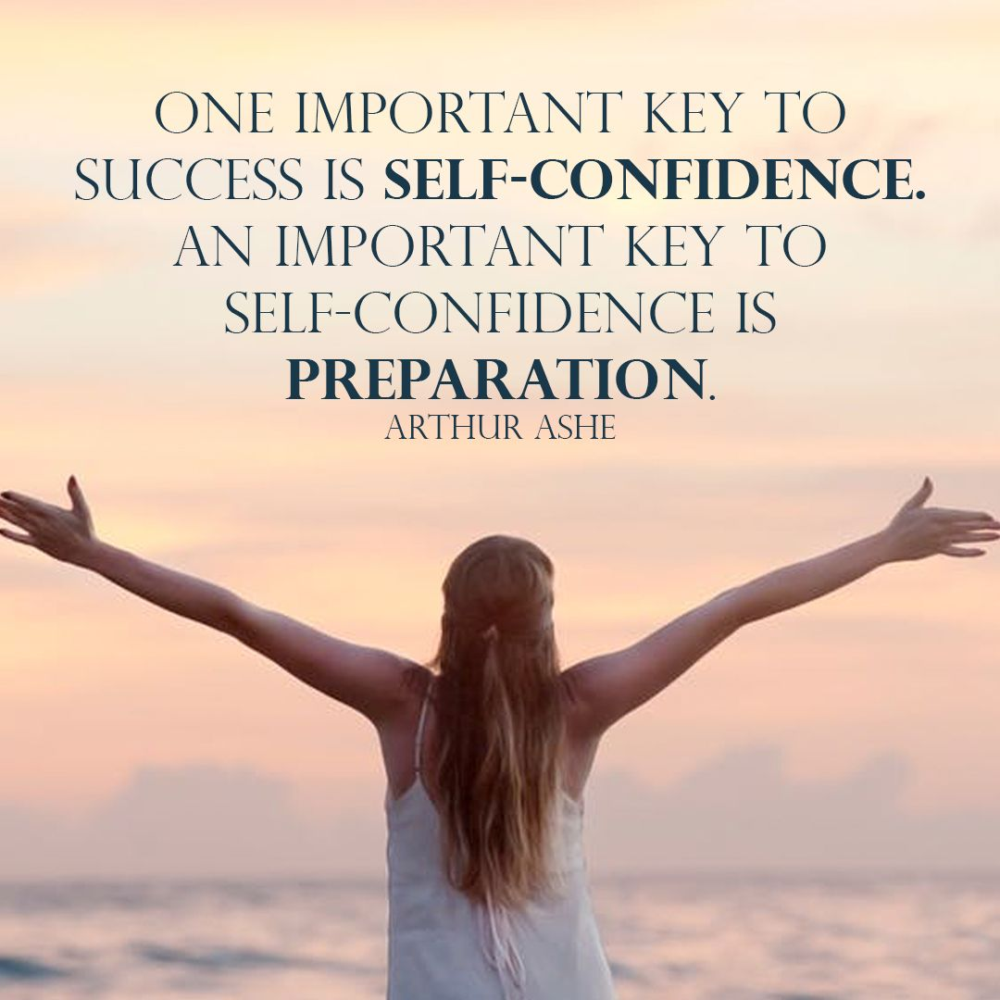 ONE IMPORTANT KEY TO
SUCCESS IS SELF-CONFIDENCE.
AN IMPORTANT KEY TO
SELF-CONFIDENCE IS
PREPARATION.
ARTHUR ASHE